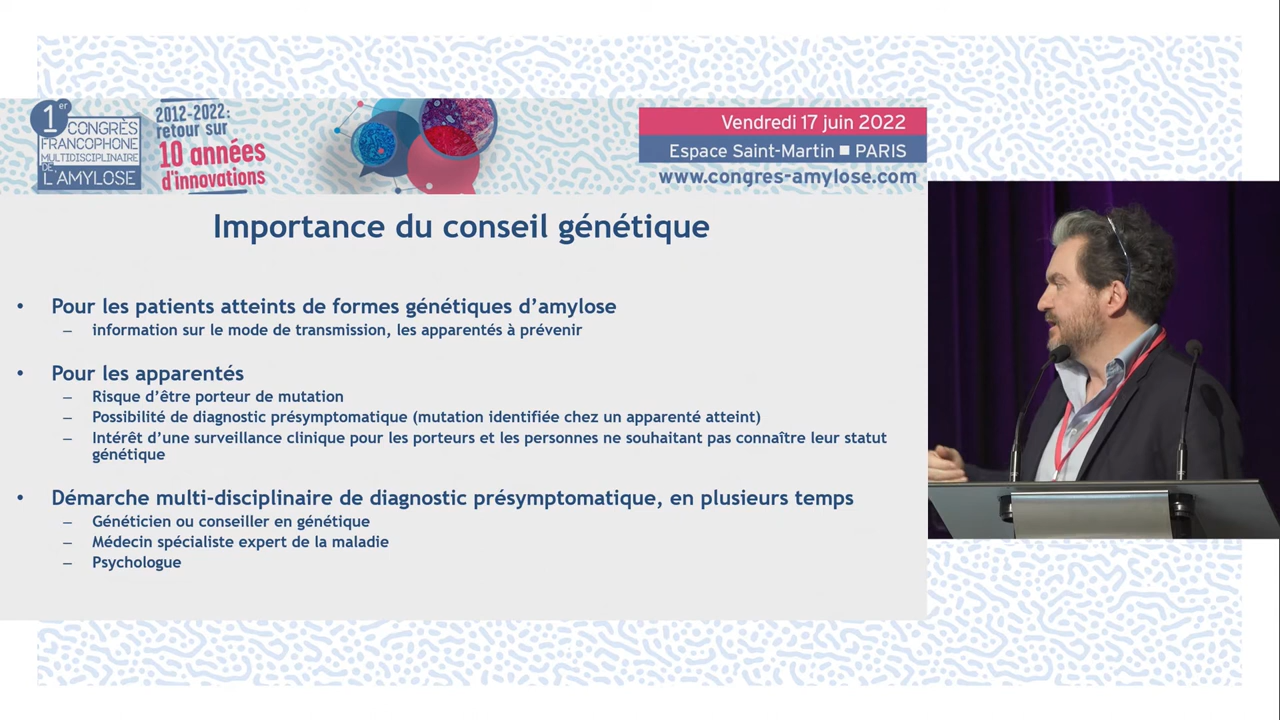 1er
CONGRÈS
FRANCOPHONE
MULTIDISCIPLINAIRE
DE
L'AMYLOSE
2012-2022:
retour sur
10 années
d'innovations
Vendredi 17 juin 2022
Espace Saint-Martin ■ PARIS
www.congres-amylose.com
Importance du conseil génétique
• Pour les patients atteints de formes génétiques d’amylose
– information sur le mode de transmission, les apparentés à prévenir
• Pour les apparentés
– Risque d’être porteur de mutation
– Possibilité de diagnostic présymptomatique (mutation identifiée chez un apparenté atteint)
– Intérêt d’une surveillance clinique pour les porteurs et les personnes ne souhaitant pas connaître leur statut
génétique
• Démarche multi-disciplinaire de diagnostic présymptomatique, en plusieurs temps
– Généticien ou conseiller en génétique
– Médecin spécialiste expert de la maladie
– Psychologue